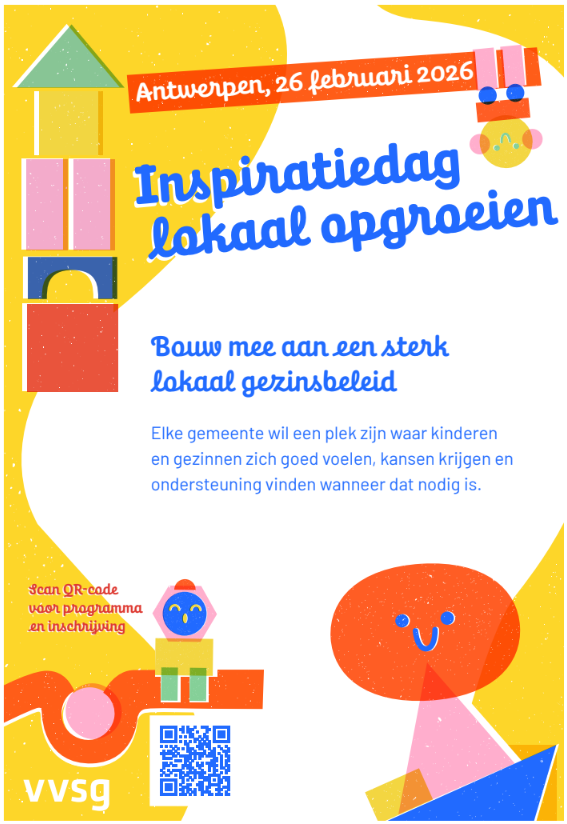 Antwerpen, 26 februari 2026
Inspiratiedag
lokaal opgroeien
Bouw mee aan een sterk
lokaal gezinsbeleid
Elke gemeente wil een plek zijn waar kinderen
en gezinnen zich goed voelen, kansen krijgen en
ondersteuning vinden wanneer dat nodig is.
Scan QR-code
voor programma
en inschrijving
vvsg